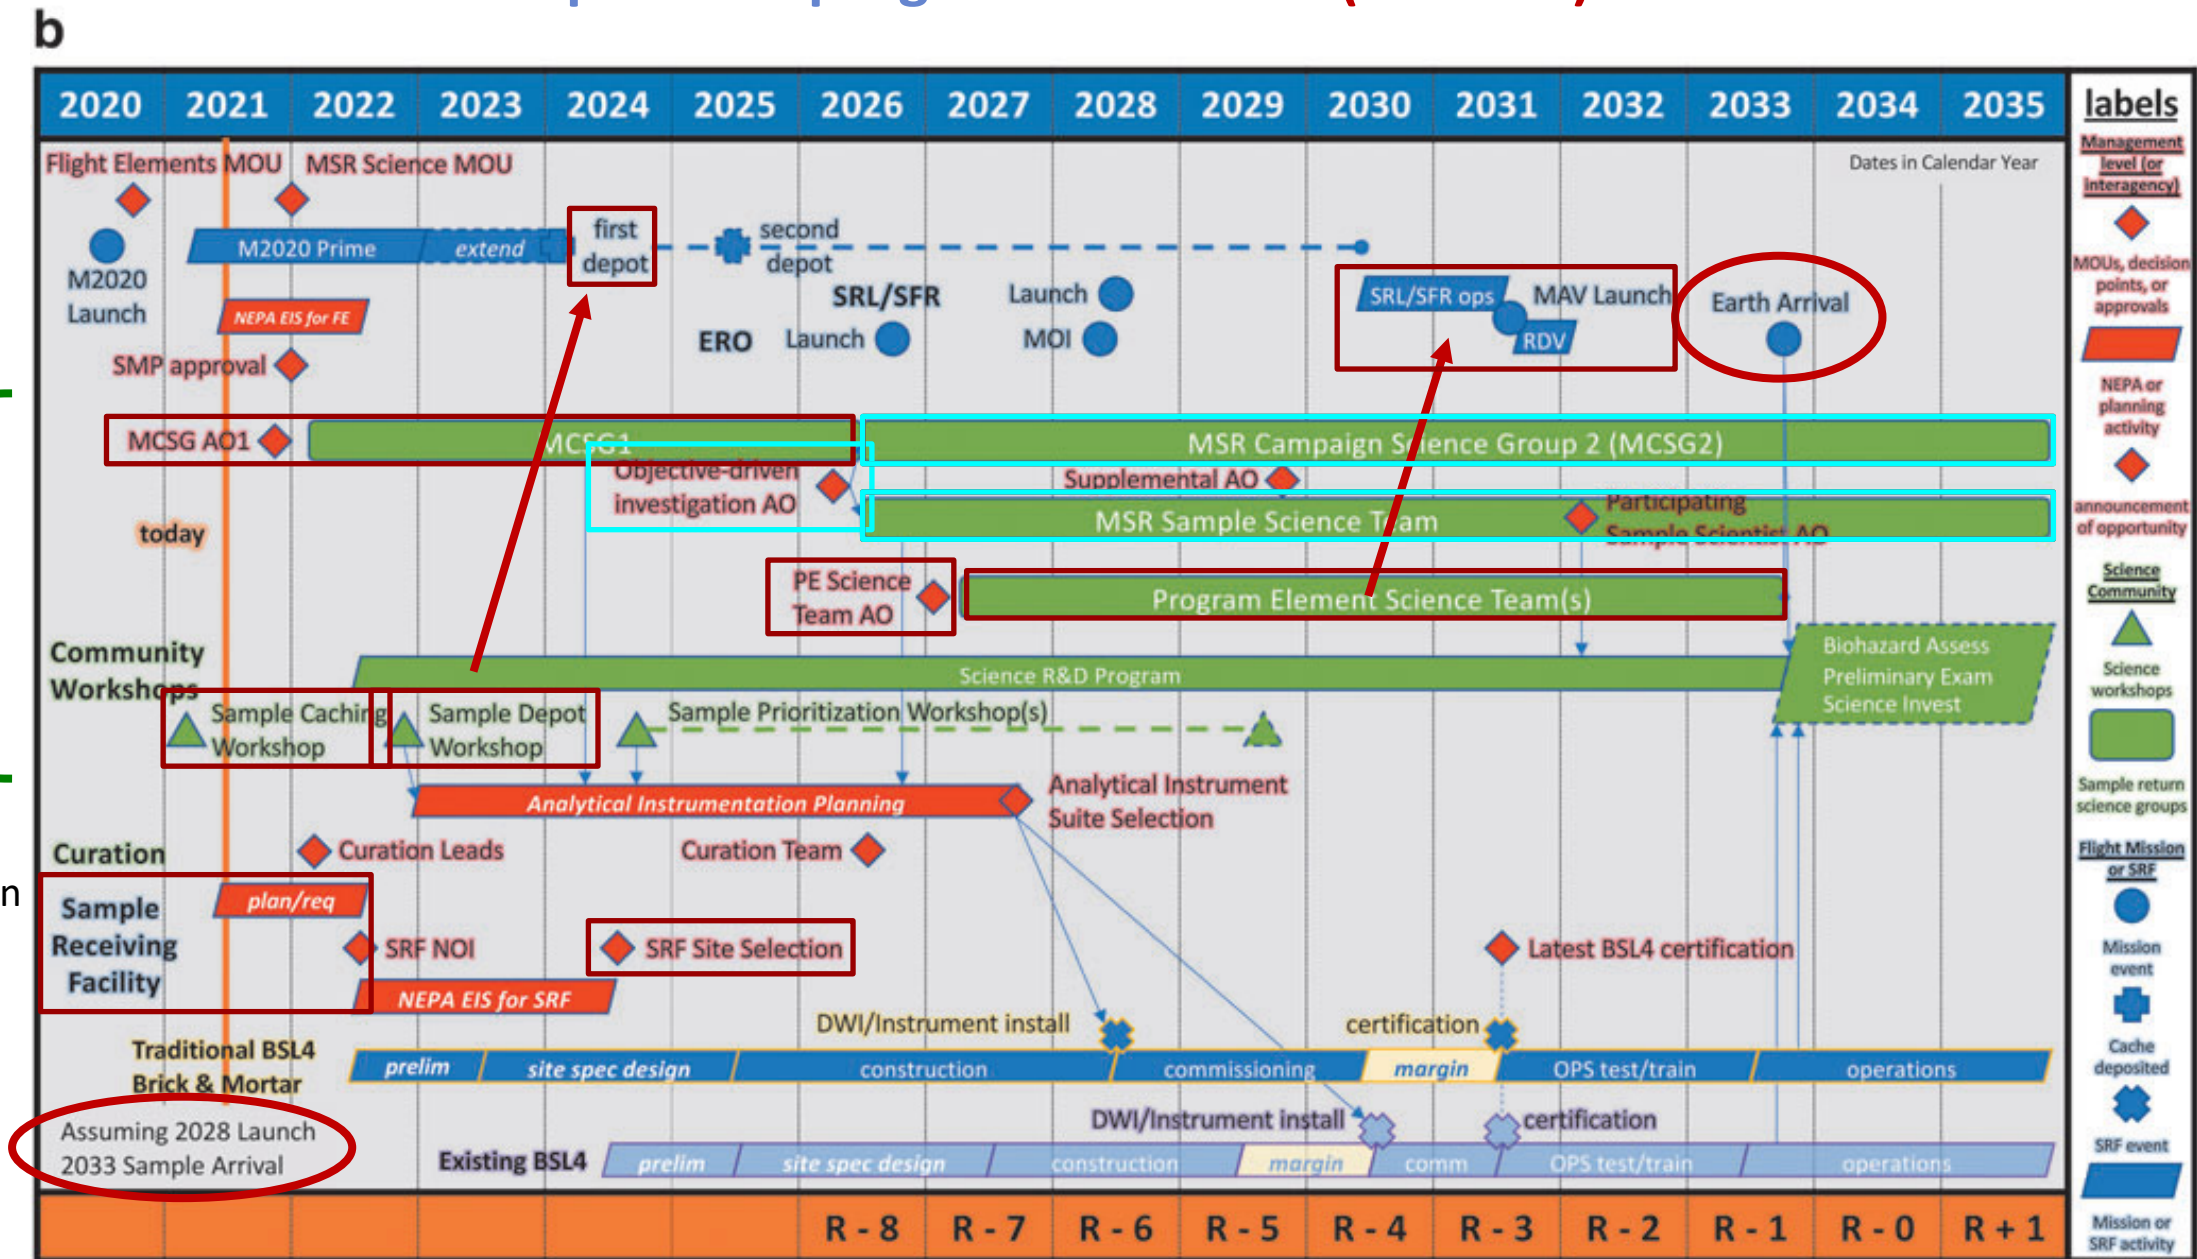 b
2020 2021 2022 2023 2024 2025 2026 2027 2028 2029 2030 2031 2032 2033 2034 2035
Flight Elements MOU
MSR Science MOU
Dates in Calendar Year
M2020
Launch
M2020 Prime
extend
first
depot
second
depot
NEPA EIS for FE
SRL/SFR
Launch
ERO
Launch
MOI
SRL/SFR ops
MAV Launch
RDV
Earth Arrival
SMP approval
MCSG AO1
MCSG1
MSR Campaign Science Group 2 (MCSG2)
Objective-driven
investigation AO
Supplemental AO
MSR Sample Science Team
Participating
Sample Scientist AO
today
PE Science
Team AO
Program Element Science Team(s)
Community
Workshops
Science R&D Program
Biohazard Assess
Preliminary Exam
Science Invest
Sample Caching
Workshop
Sample Depot
Workshop
Sample Prioritization Workshop(s)
Analytical Instrumentation Planning
Analytical Instrument
Suite Selection
Curation
Curation Leads
Curation Team
n
Sample
Receiving
Facility
plan/req
SRF NOI
SRF Site Selection
Latest BSL4 certification
NEPA EIS for SRF
DWI/Instrument install
certification
Traditional BSL4
Brick & Mortar
prelim
site spec design
construction
commissioning
margin
OPS test/train
operations
DWI/Instrument install
certification
Assuming 2028 Launch
2033 Sample Arrival
Existing BSL4
prelim
site spec design
construction
margin
comm
OPS test/train
operations
R - 8 R - 7 R - 6 R - 5 R - 4 R - 3 R - 2 R - 1 R - 0 R + 1
labels
Management
level (or
interagency)
MOUs, decision
points, or
approvals
NEPA or
planning
activity
announcement
of opportunity
Science
Community
Science
workshops
Sample return
science groups
Flight Mission
or SRF
Mission
event
Cache
deposited
SRF event
Mission or
SRF activity